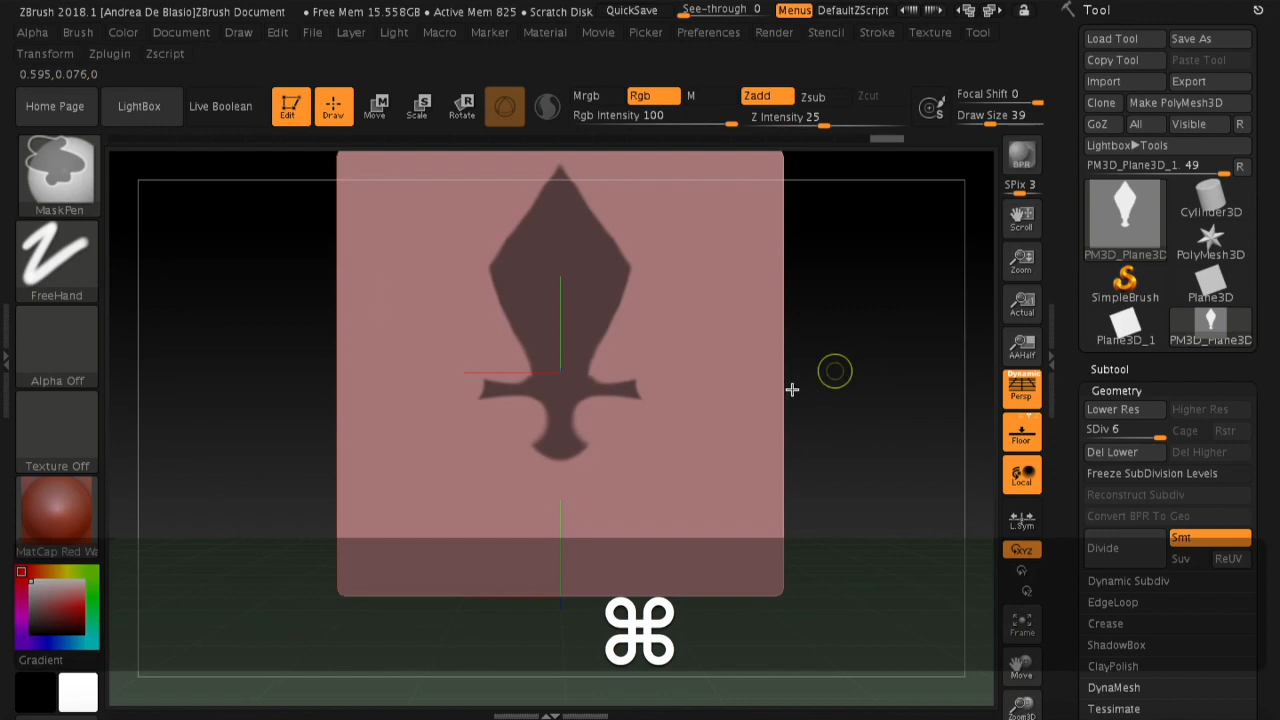 ZBrush 2018.1 [Andrea De Blasio]ZBrush Document • Free Mem 15.558GB • Active Mem 825 • Scratch Disk QuickSave See-through 0 Menus DefaultZScript
Alpha Brush Color Document Draw Edit File Layer Light Macro Marker Material Movie Picker Preferences Render Stencil Stroke Texture Tool
Transform Zplugin Zscript
0.595,0.076,0
Home Page LightBox Live Boolean Edit Draw Move Scale Rotate
Mrgb Rgb M Zadd Zsub Zcut
Rgb Intensity 100 Z Intensity 25
Focal Shift 0
Draw Size 39
MaskPen
FreeHand
Alpha Off
Texture Off
MatCap Red Wa
Gradient
S
BPR
SPix 3
Scroll
Zoom
Actual
AAHalf
Dynamic
Persp
Floor
Local
L.Sym
XYZ
Y
Z
Frame
Move
Zoom3D
Tool
Load Tool Save As
Copy Tool Paste Tool
Import Export
Clone Make PolyMesh3D
GoZ All Visible R
Lightbox▶Tools
PM3D_Plane3D_1. 49 R
PM3D_Plane3D Cylinder3D
PolyMesh3D
SimpleBrush Plane3D
Plane3D_1 PM3D_Plane3D
Subtool
Geometry
Lower Res Higher Res
SDiv 6 Cage Rstr
Del Lower Del Higher
Freeze SubDivision Levels
Reconstruct Subdiv
Convert BPR To Geo
Divide Smt
Suv ReUV
Dynamic Subdiv
EdgeLoop
Crease
ShadowBox
ClayPolish
DynaMesh
Tessimate